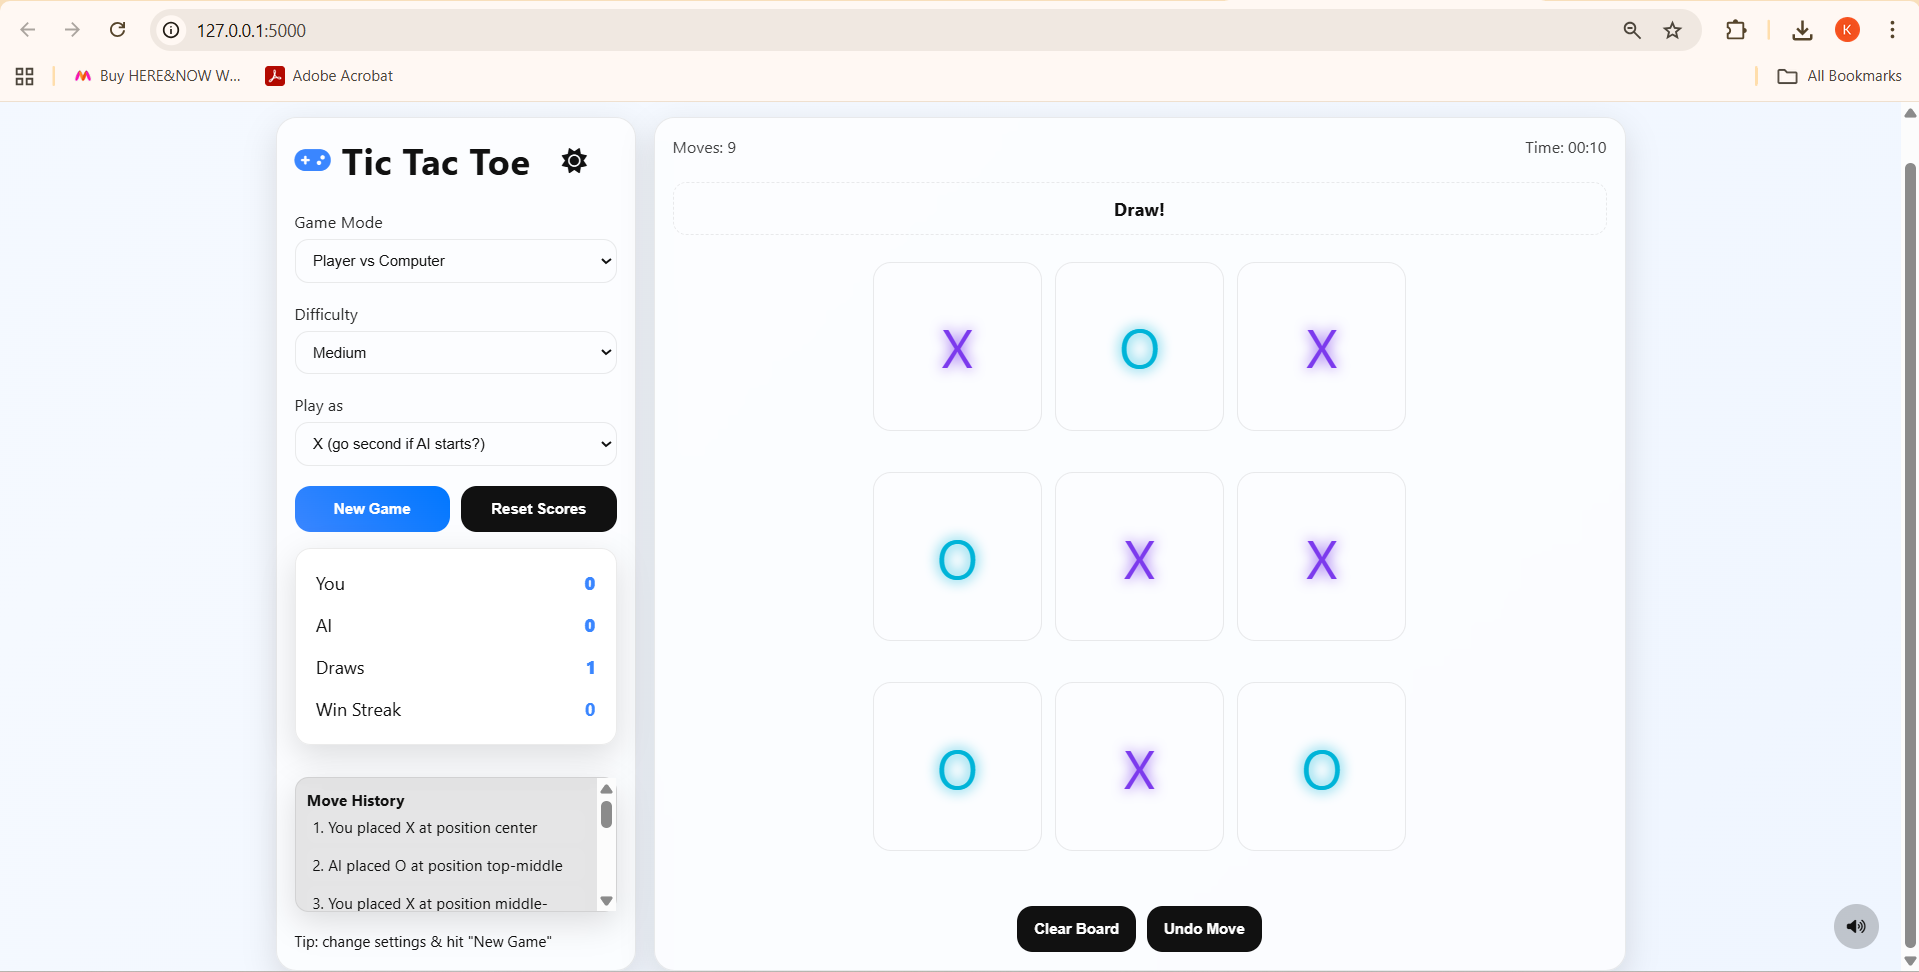 127.0.0.1:5000
K
Buy HERE&NOW W...
Adobe Acrobat
All Bookmarks
Tic Tac Toe
Game Mode
Player vs Computer
Difficulty
Medium
Play as
X (go second if AI starts?)
New Game
Reset Scores
You 0
AI 0
Draws 1
Win Streak 0
Move History
1. You placed X at position center
2. AI placed O at position top-middle
3. You placed X at position middle-
Tip: change settings & hit "New Game"
Moves: 9
Time: 00:10
Draw!
X O X
O X X
O X O
Clear Board
Undo Move